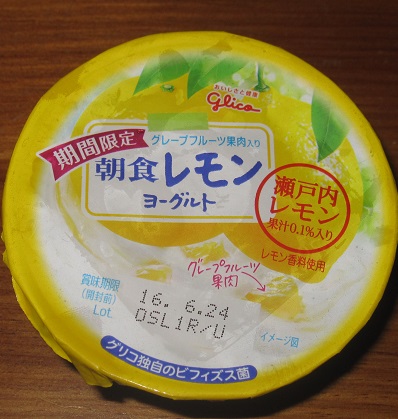 おいしさと健康
Glico
期間限定
グレープフルーツ果肉入り
朝食レモン
ヨーグルト
瀬戸内
レモン
果汁0.1%入り
レモン香料使用
グレープフルーツ
果肉
賞味期限
(開封前)
Lot.
16. 6.24
OSL1R/U
イメージ図
グリコ独自のビフィズス菌